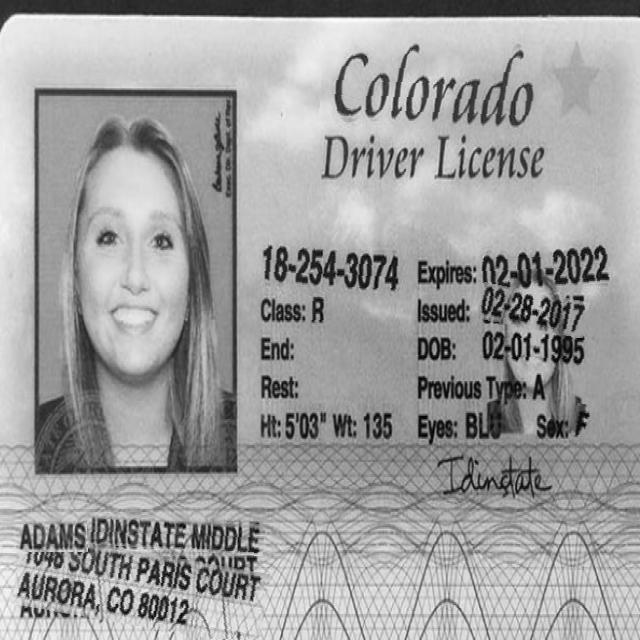 Colorado
Driver License
18-254-3074 Expires: 02-01-2022
Class: R Issued: 02-28-2017
End: DOB: 02-01-1995
Rest: Previous Type: A
Ht: 5'03" Wt: 135 Eyes: BLU Sex: F
Idinstate
ADAMS IDINSTATE MIDDLE
1046 SOUTH PARIS COURT
AURORA, CO 80012